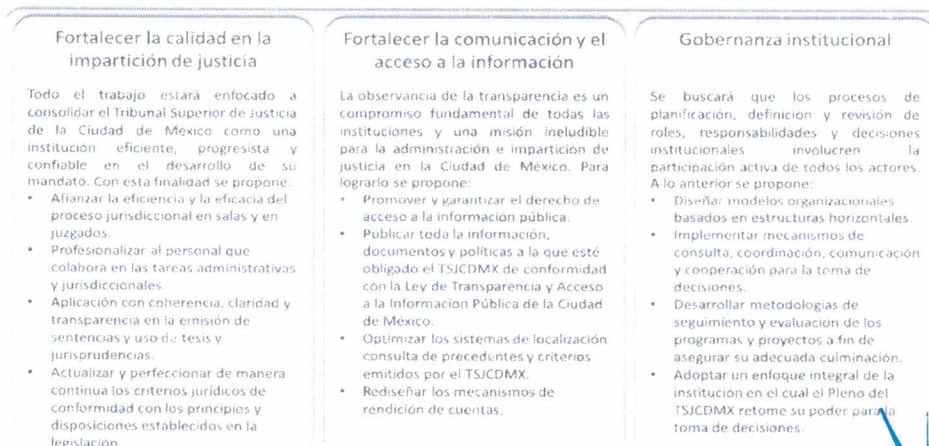 Fortalecer la calidad en la
impartición de justicia
Todo el trabajo estará enfocado a
consolidar el Tribunal Superior de Justicia
de la Ciudad de México como una
institución eficiente, progresista y
confiable en el desarrollo de su
mandato. Con esta finalidad se propone:
• Afianzar la eficiencia y la eficacia del
proceso jurisdiccional en salas y en
juzgados.
• Profesionalizar al personal que
colabora en las tareas administrativas
y jurisdiccionales.
• Aplicación con coherencia, claridad y
transparencia en la emisión de
sentencias y uso de tesis y
jurisprudencias.
• Actualizar y perfeccionar de manera
continua los criterios jurídicos de
conformidad con los principios y
disposiciones establecidos en la
legislación
Fortalecer la comunicación y el
acceso a la información
La observancia de la transparencia es un
compromiso fundamental de todas las
instituciones y una misión ineludible
para la administración e impartición de
justicia en la Ciudad de México. Para
lograrlo se propone:
• Promover y garantizar el derecho de
acceso a la información pública.
• Publicar toda la información,
documentos y políticas a la que esté
obligado el TSJCDMX de conformidad
con la Ley de Transparencia y Acceso
a la Informacion Pública de la Ciudad
de México.
• Optimizar los sistemas de localización
consulta de precedentes y criterios
emitidos por el TSJCDMX.
• Rediseñar los mecanismos de
rendición de cuentas.
Gobernanza institucional
Se buscará que los procesos de
planificación, definición y revisión de
roles, responsabilidades y decisiones
institucionales involucren la
participación activa de todos los actores.
A lo anterior se propone:
• Diseñar modelos organizacionales
basados en estructuras horizontales.
• Implementar mecanismos de
consulta, coordinación, comunicación
y cooperación para la toma de
decisiones.
• Desarrollar metodologías de
seguimiento y evaluación de los
programas y proyectos a fin de
asegurar su adecuada culminación.
• Adoptar un enfoque integral de la
institución en el cual el Pleno del
TSJCDMX retome su poder para la
toma de decisiones.